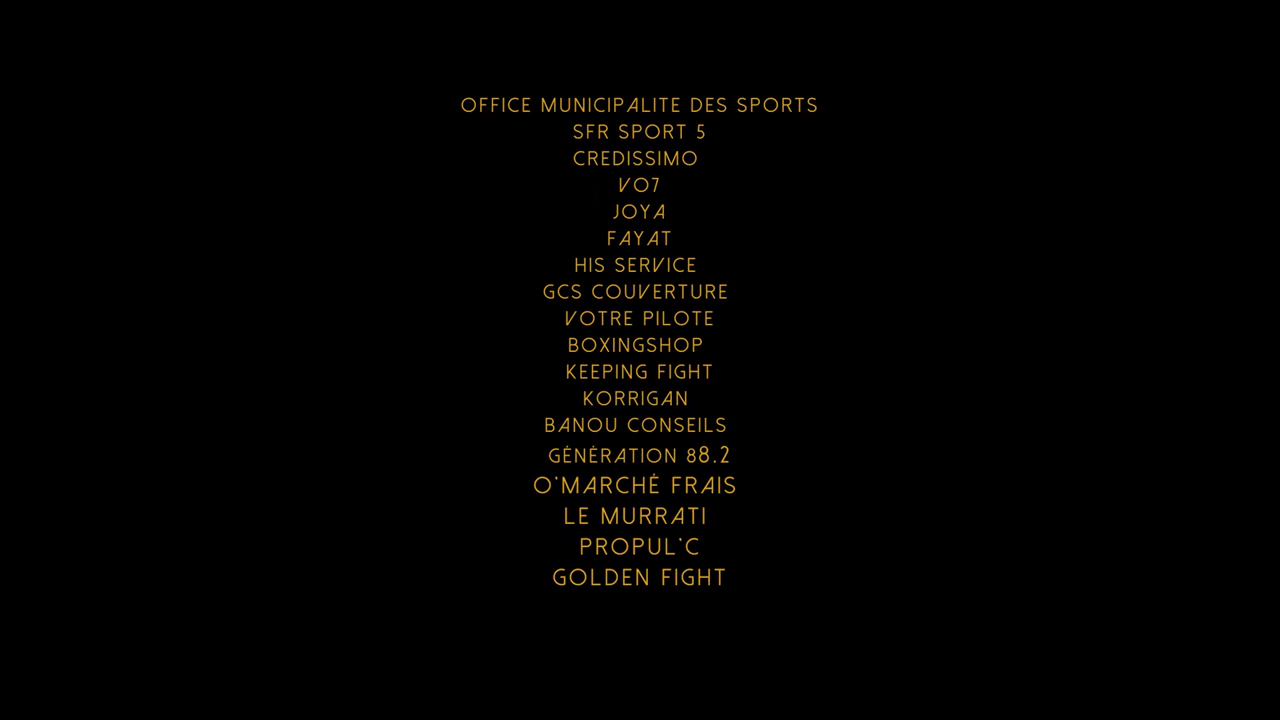 OFFICE MUNICIPALITE DES SPORTS
SFR SPORT 5
CREDISSIMO
VO7
JOYA
FAYAT
HIS SERVICE
GCS COUVERTURE
VOTRE PILOTE
BOXINGSHOP
KEEPING FIGHT
KORRIGAN
BANOU CONSEILS
GÉNÉRATION 88.2
O'MARCHÉ FRAIS
LE MURRATI
PROPUL'C
GOLDEN FIGHT